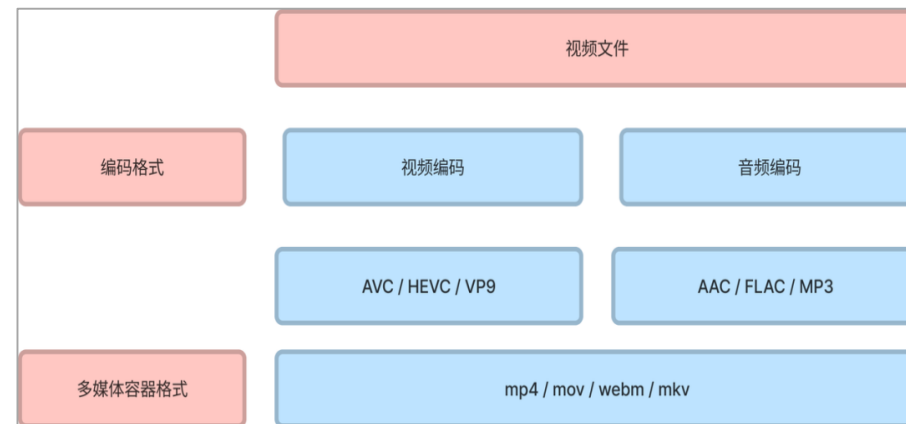 视频文件
编码格式
视频编码
音频编码
AVC / HEVC / VP9
AAC / FLAC / MP3
多媒体容器格式
mp4 / mov / webm / mkv